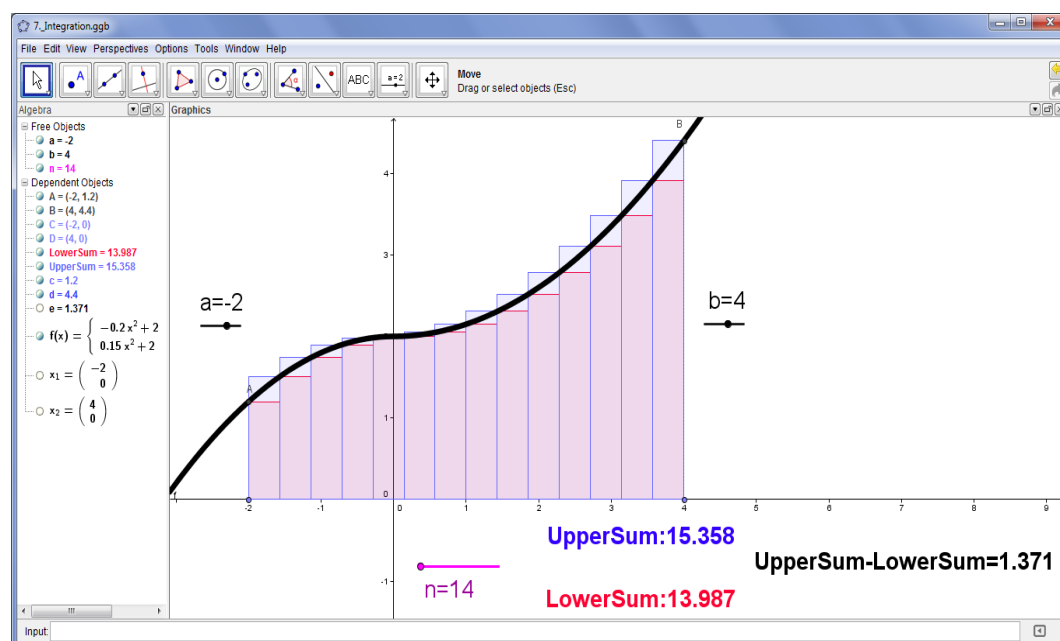 7._Integration.ggb
File Edit View Perspectives Options Tools Window Help
A
α
ABC
a=2
Move
Drag or select objects (Esc)
Algebra
Graphics
Free Objects
a = -2
b = 4
n = 14
Dependent Objects
A = (-2, 1.2)
B = (4, 4.4)
C = (-2, 0)
D = (4, 0)
LowerSum = 13.987
UpperSum = 15.358
c = 1.2
d = 4.4
e = 1.371
f(x) = { −0.2 x² + 2
0.15 x² + 2
x₁ = ( −2
0 )
x₂ = ( 4
0 )
B
4
3
a=-2
b=4
A
1
0
f
-2 -1 0 1 2 3 4 5 6 7 8 9
UpperSum:15.358
UpperSum-LowerSum=1.371
-1
n=14
LowerSum:13.987
Input: